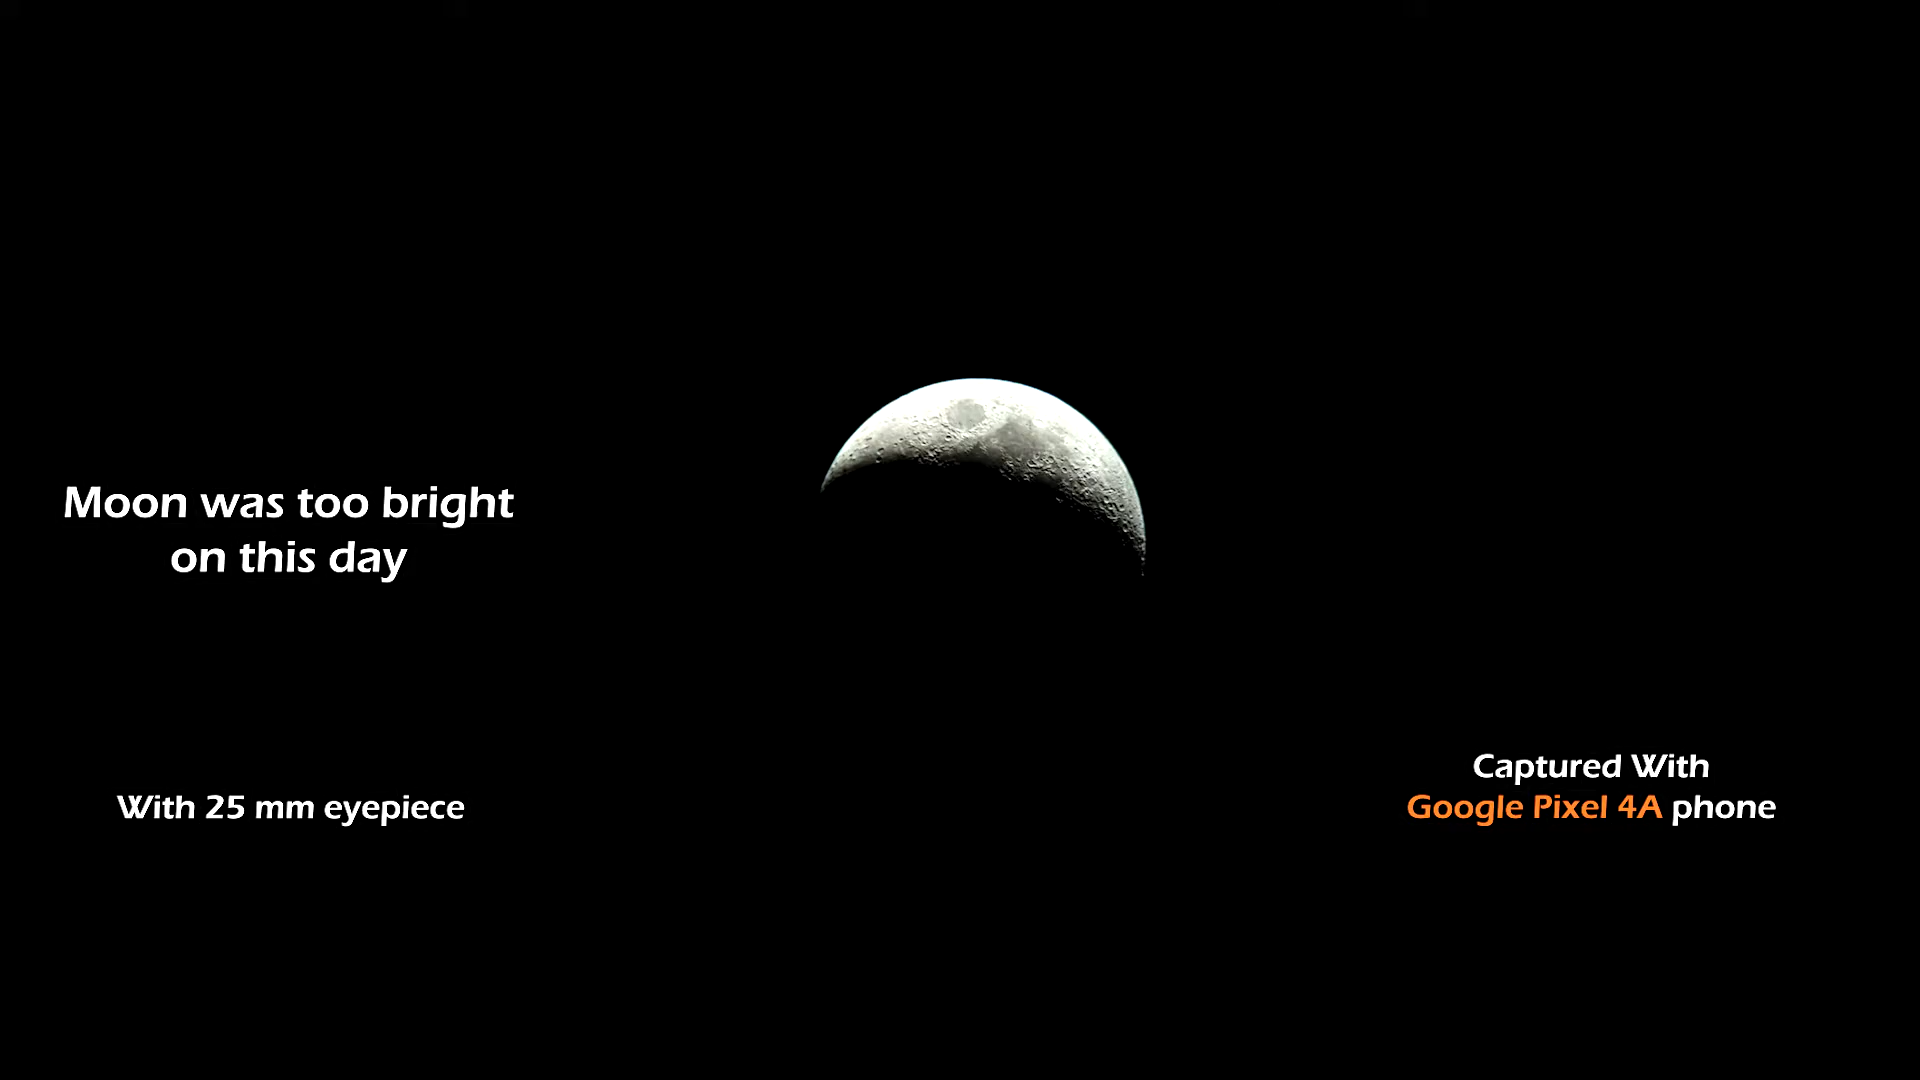 Moon was too bright
on this day
With 25 mm eyepiece
Captured With
Google Pixel 4A phone